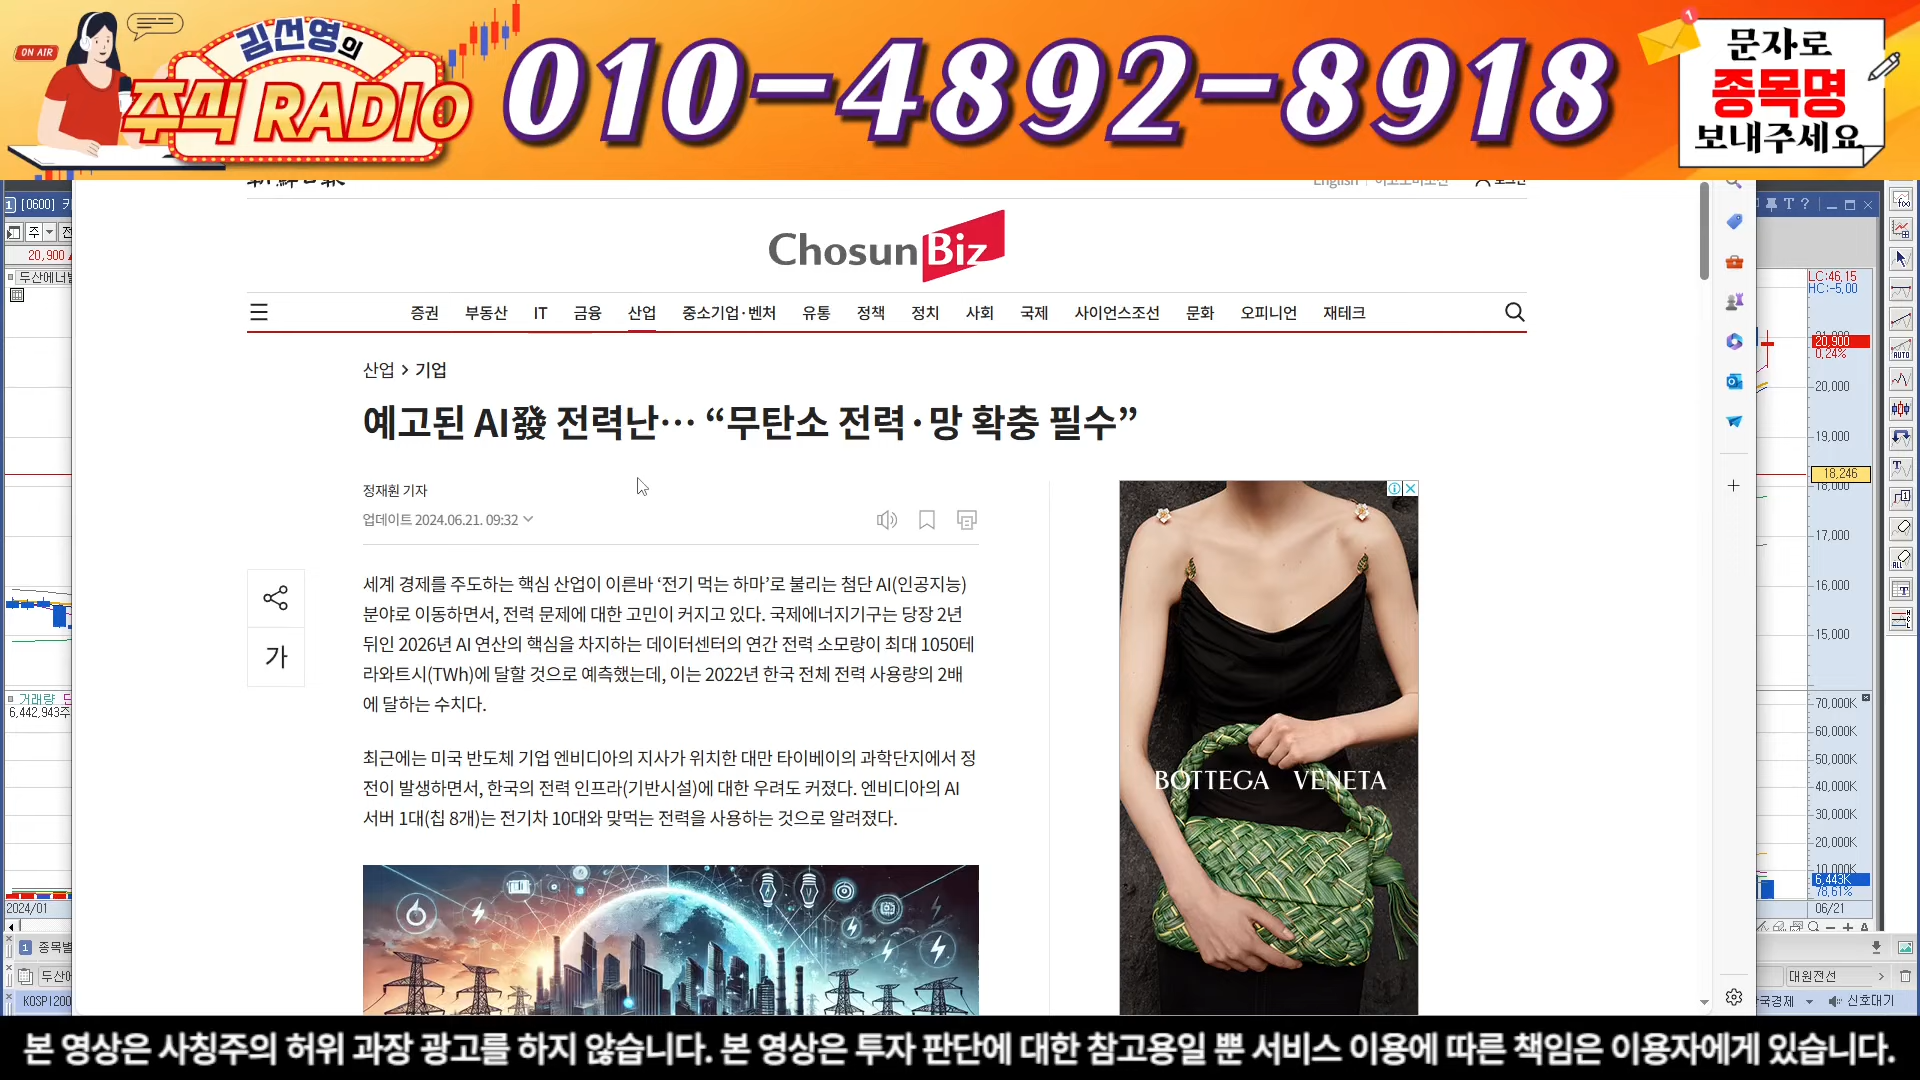 ON AIR
김선영의
주식 RADIO
010-4892-8918
1
문자로
종목명
보내주세요
English
로그인
ChosunBiz
증권 부동산 IT 금융 산업 중소기업·벤처 유통 정책 정치 사회 국제 사이언스조선 문화 오피니언 재테크
산업 > 기업
예고된 AI發 전력난… “무탄소 전력·망 확충 필수”
정재훤 기자
업데이트 2024.06.21. 09:32
가
세계 경제를 주도하는 핵심 산업이 이른바 ‘전기 먹는 하마’로 불리는 첨단 AI(인공지능)
분야로 이동하면서, 전력 문제에 대한 고민이 커지고 있다. 국제에너지기구는 당장 2년
뒤인 2026년 AI 연산의 핵심을 차지하는 데이터센터의 연간 전력 소모량이 최대 1050테
라와트시(TWh)에 달할 것으로 예측했는데, 이는 2022년 한국 전체 전력 사용량의 2배
에 달하는 수치다.
최근에는 미국 반도체 기업 엔비디아의 지사가 위치한 대만 타이베이의 과학단지에서 정
전이 발생하면서, 한국의 전력 인프라(기반시설)에 대한 우려도 커졌다. 엔비디아의 AI
서버 1대(칩 8개)는 전기차 10대와 맞먹는 전력을 사용하는 것으로 알려졌다.
BOTTEGA VENETA
1 [0600] 키
주 전
20,900
두산에너빌
거래량 단
6,442,943주
2024/01
1 종목별
두산에
KOSPI200
LC:46.15
HC:-5.00
20,900
0.24%
20,000
19,000
18,246
18,000
17,000
16,000
15,000
70,000K
60,000K
50,000K
40,000K
30,000K
20,000K
10,000K
6,443K
78.61%
06/21
대원전선
국경제
신호대기
AUTO
ALL
본 영상은 사칭주의 허위 과장 광고를 하지 않습니다. 본 영상은 투자 판단에 대한 참고용일 뿐 서비스 이용에 따른 책임은 이용자에게 있습니다.